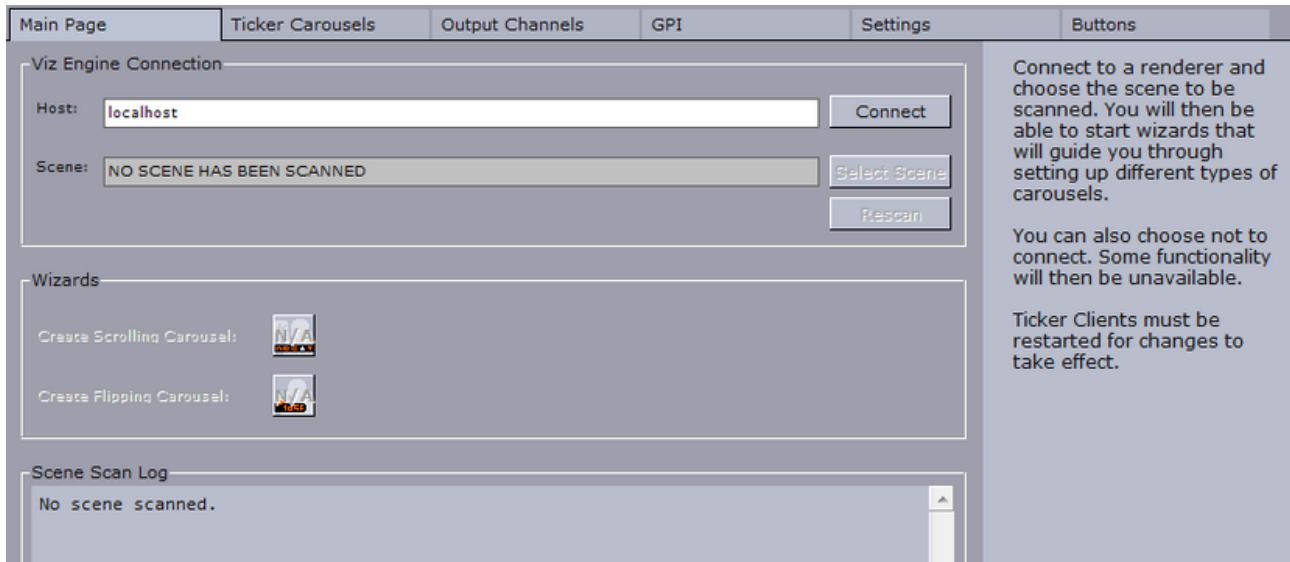 Main Page Ticker Carousels Output Channels GPI Settings Buttons
Viz Engine Connection
Host: localhost Connect
Scene: NO SCENE HAS BEEN SCANNED Select Scene
Rescan
Wizards
Create Scrolling Carousel: N/A
Create Flipping Carousel: N/A
Scene Scan Log
No scene scanned.
Connect to a renderer and
choose the scene to be
scanned. You will then be
able to start wizards that
will guide you through
setting up different types of
carousels.
You can also choose not to
connect. Some functionality
will then be unavailable.
Ticker Clients must be
restarted for changes to
take effect.